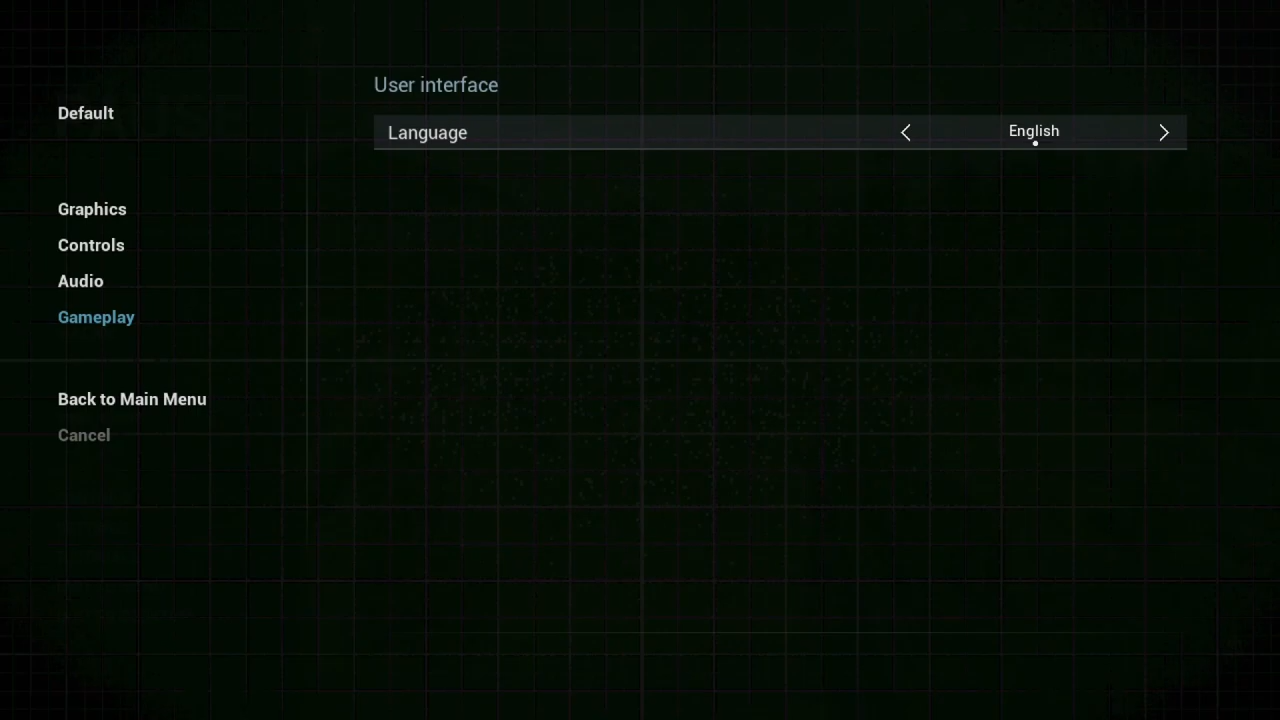 Default
Graphics
Controls
Audio
Gameplay
Back to Main Menu
Cancel
User interface
Language
English